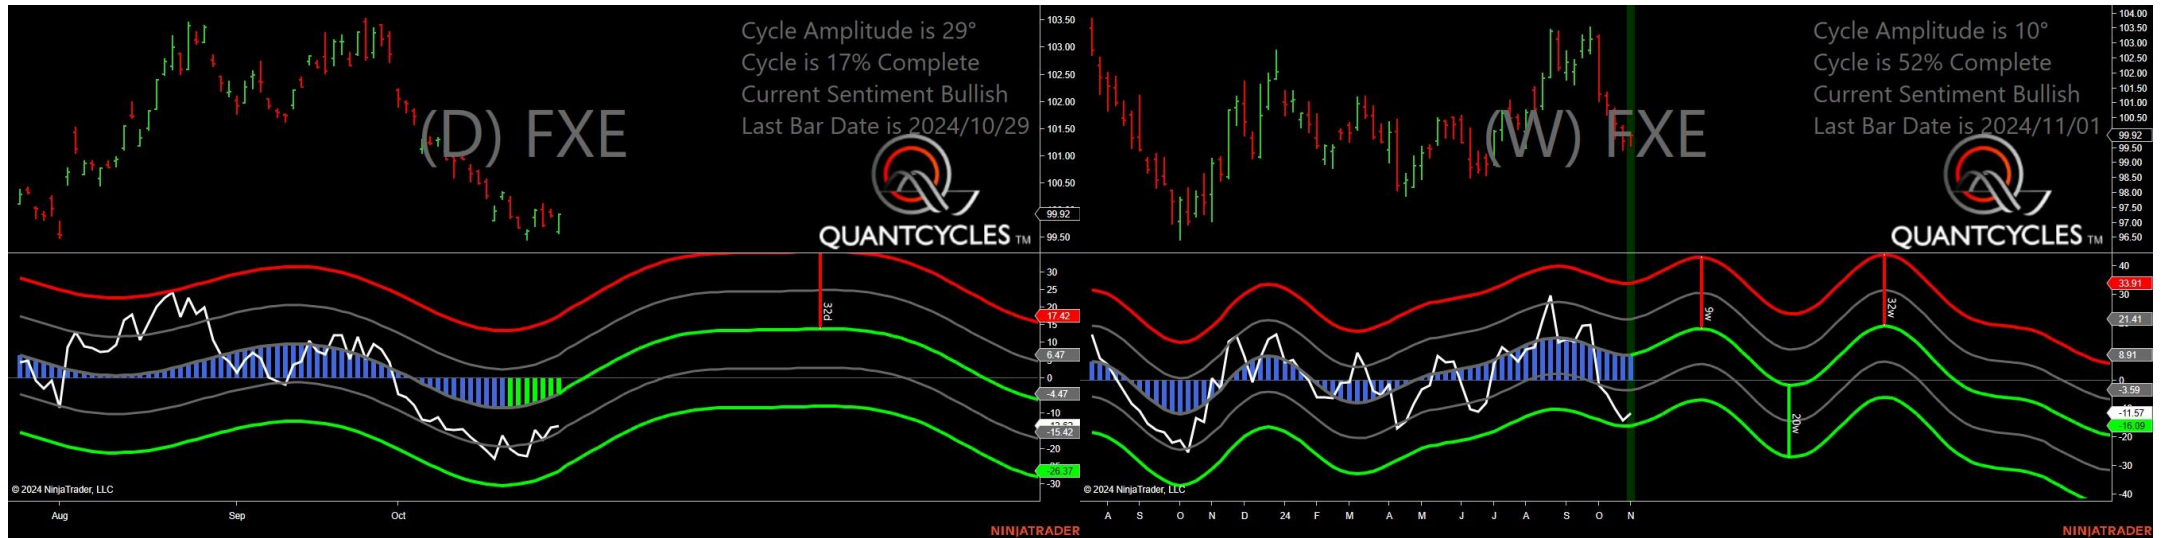 Cycle Amplitude is 29°
Cycle is 17% Complete
Current Sentiment Bullish
Last Bar Date is 2024/10/29
(D) FXE
QUANTCYCLES TM
103.50
103.00
102.50
102.00
101.50
101.00
100.50
99.92
99.50
30
25
20
17.42
15
10
6.47
0
-4.47
-10
-15.42
-20
-26.37
-30
32d
© 2024 NinjaTrader, LLC
Aug
Sep
Oct
NINJATRADER
Cycle Amplitude is 10°
Cycle is 52% Complete
Current Sentiment Bullish
Last Bar Date is 2024/11/01
(W) FXE
QUANTCYCLES TM
104.00
103.50
103.00
102.50
102.00
101.50
101.00
100.50
99.92
99.50
99.00
98.50
98.00
97.50
97.00
96.50
40
33.91
30
21.41
8.91
0
-3.59
-11.57
-16.09
-20
-30
-40
9w
20w
32w
© 2024 NinjaTrader, LLC
A S O N D 24 F M A M J J A S O N
NINJATRADER